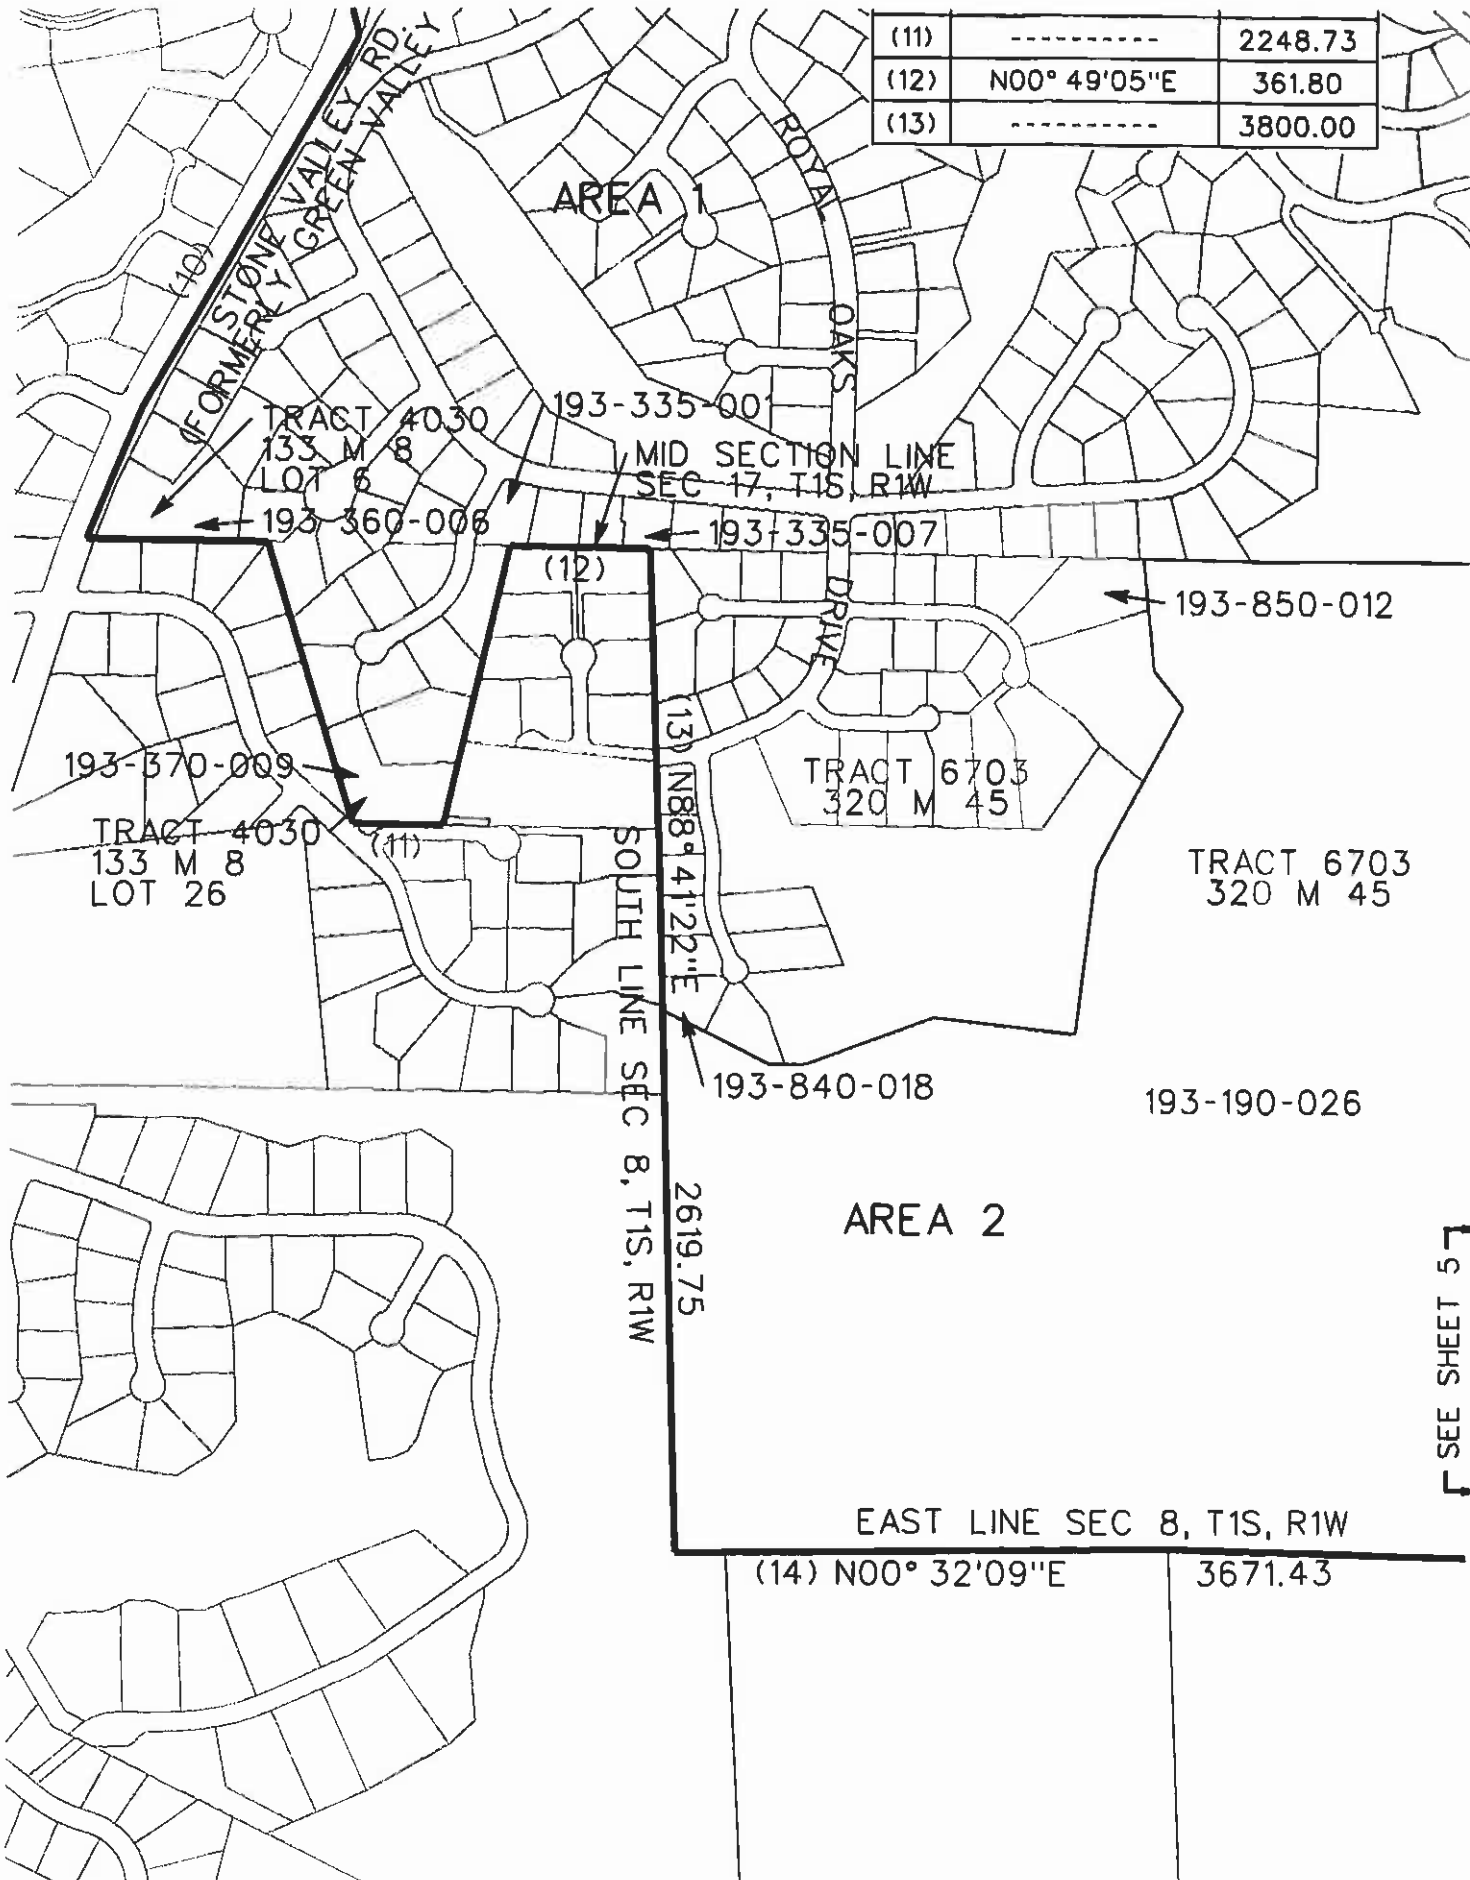 (11) ---------- 2248.73
(12) N00° 49'05"E 361.80
(13) ---------- 3800.00
STONE VALLEY RD.
(FORMERLY GREEN VALLEY
(10)
AREA 1
ROYAL OAKS DRIVE
TRACT 4030
133 M 8
LOT 6
193-360-006
193-335-001
MID SECTION LINE
SEC 17, T1S, R1W
193-335-007
(12)
193-850-012
193-370-009
TRACT 4030
133 M 8
LOT 26
(11)
(13) N88° 41'22"E 2619.75
SOUTH LINE SEC 8, T1S, R1W
TRACT 6703
320 M 45
TRACT 6703
320 M 45
193-840-018
193-190-026
AREA 2
SEE SHEET 5
EAST LINE SEC 8, T1S, R1W
(14) N00° 32'09"E 3671.43